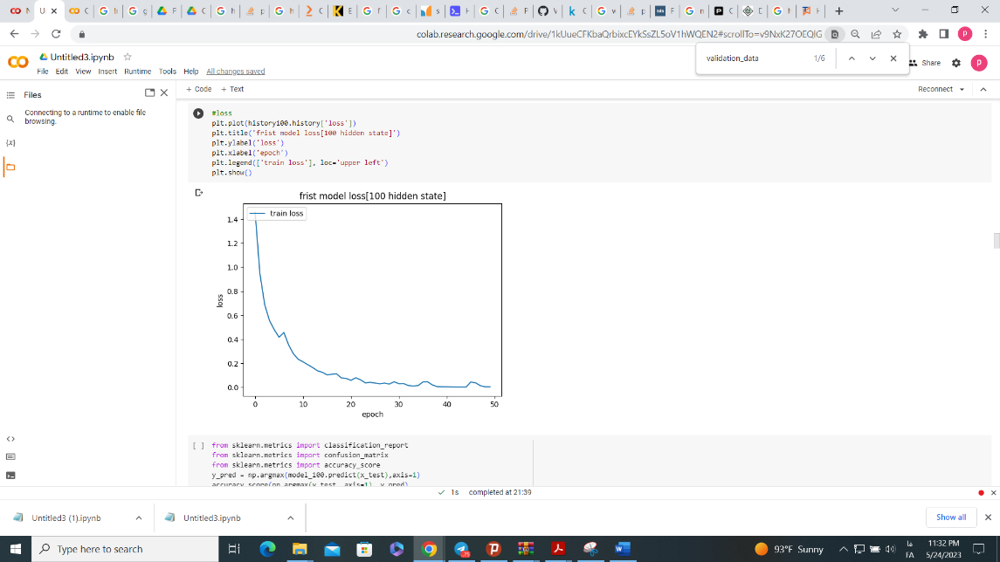 colab.research.google.com/drive/1kUueCFKbaQrbixcEYkSsZL5oV1hWQEN2#scrollTo=v9NxK27OEQIG
validation_data 1/6
Untitled3.ipynb
File Edit View Insert Runtime Tools Help All changes saved
Share
P
Files
Connecting to a runtime to enable file
browsing.
{x}
+ Code + Text
Reconnect
#loss
plt.plot(history100.history['loss'])
plt.title('frist model loss[100 hidden state]')
plt.ylabel('loss')
plt.xlabel('epoch')
plt.legend(['train loss'], loc='upper left')
plt.show()
frist model loss[100 hidden state]
train loss
1.4
1.2
1.0
0.8
0.6
0.4
0.2
0.0
loss
0 10 20 30 40 50
epoch
[ ] from sklearn.metrics import classification_report
from sklearn.metrics import confusion_matrix
from sklearn.metrics import accuracy_score
y_pred = np.argmax(model_100.predict(x_test),axis=1)
accuracy_score(np.argmax(y_test, axis=1), y_pred)
1s completed at 21:39
Untitled3 (1).ipynb
Untitled3.ipynb
Show all
Type here to search
93°F Sunny
فا
FA
11:32 PM
5/24/2023